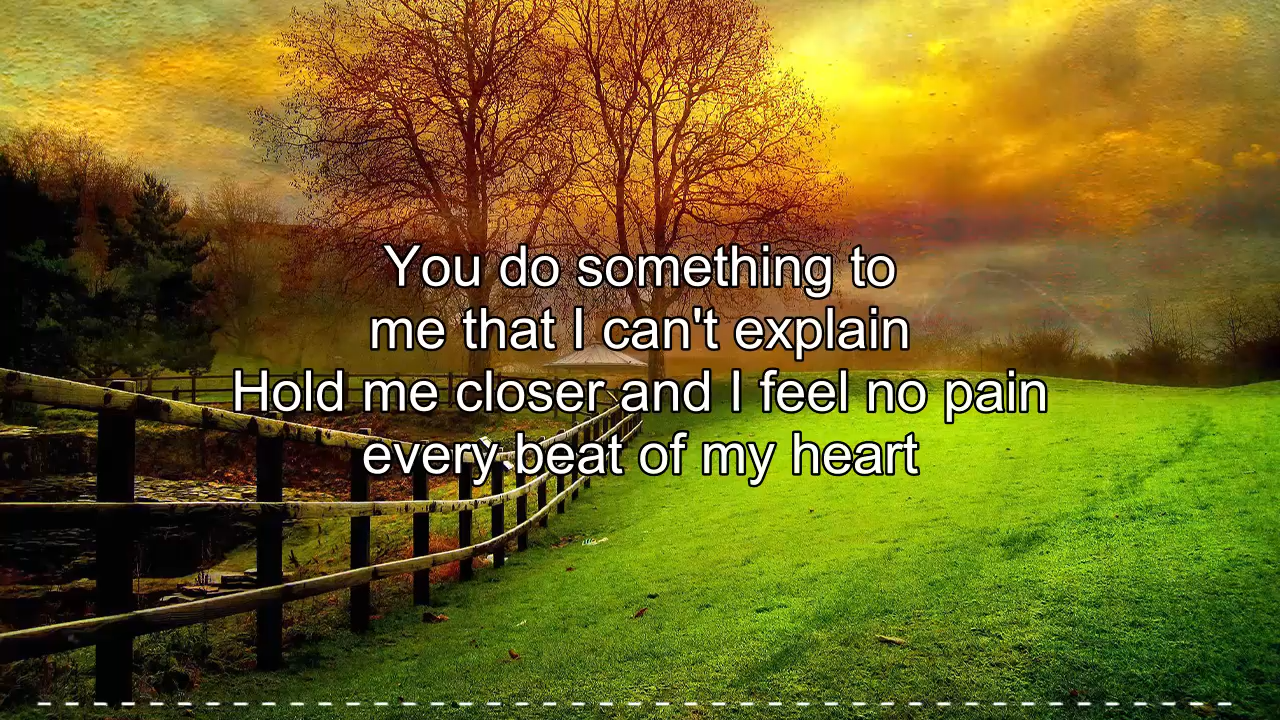 You do something to
me that I can't explain
Hold me closer and I feel no pain
every beat of my heart